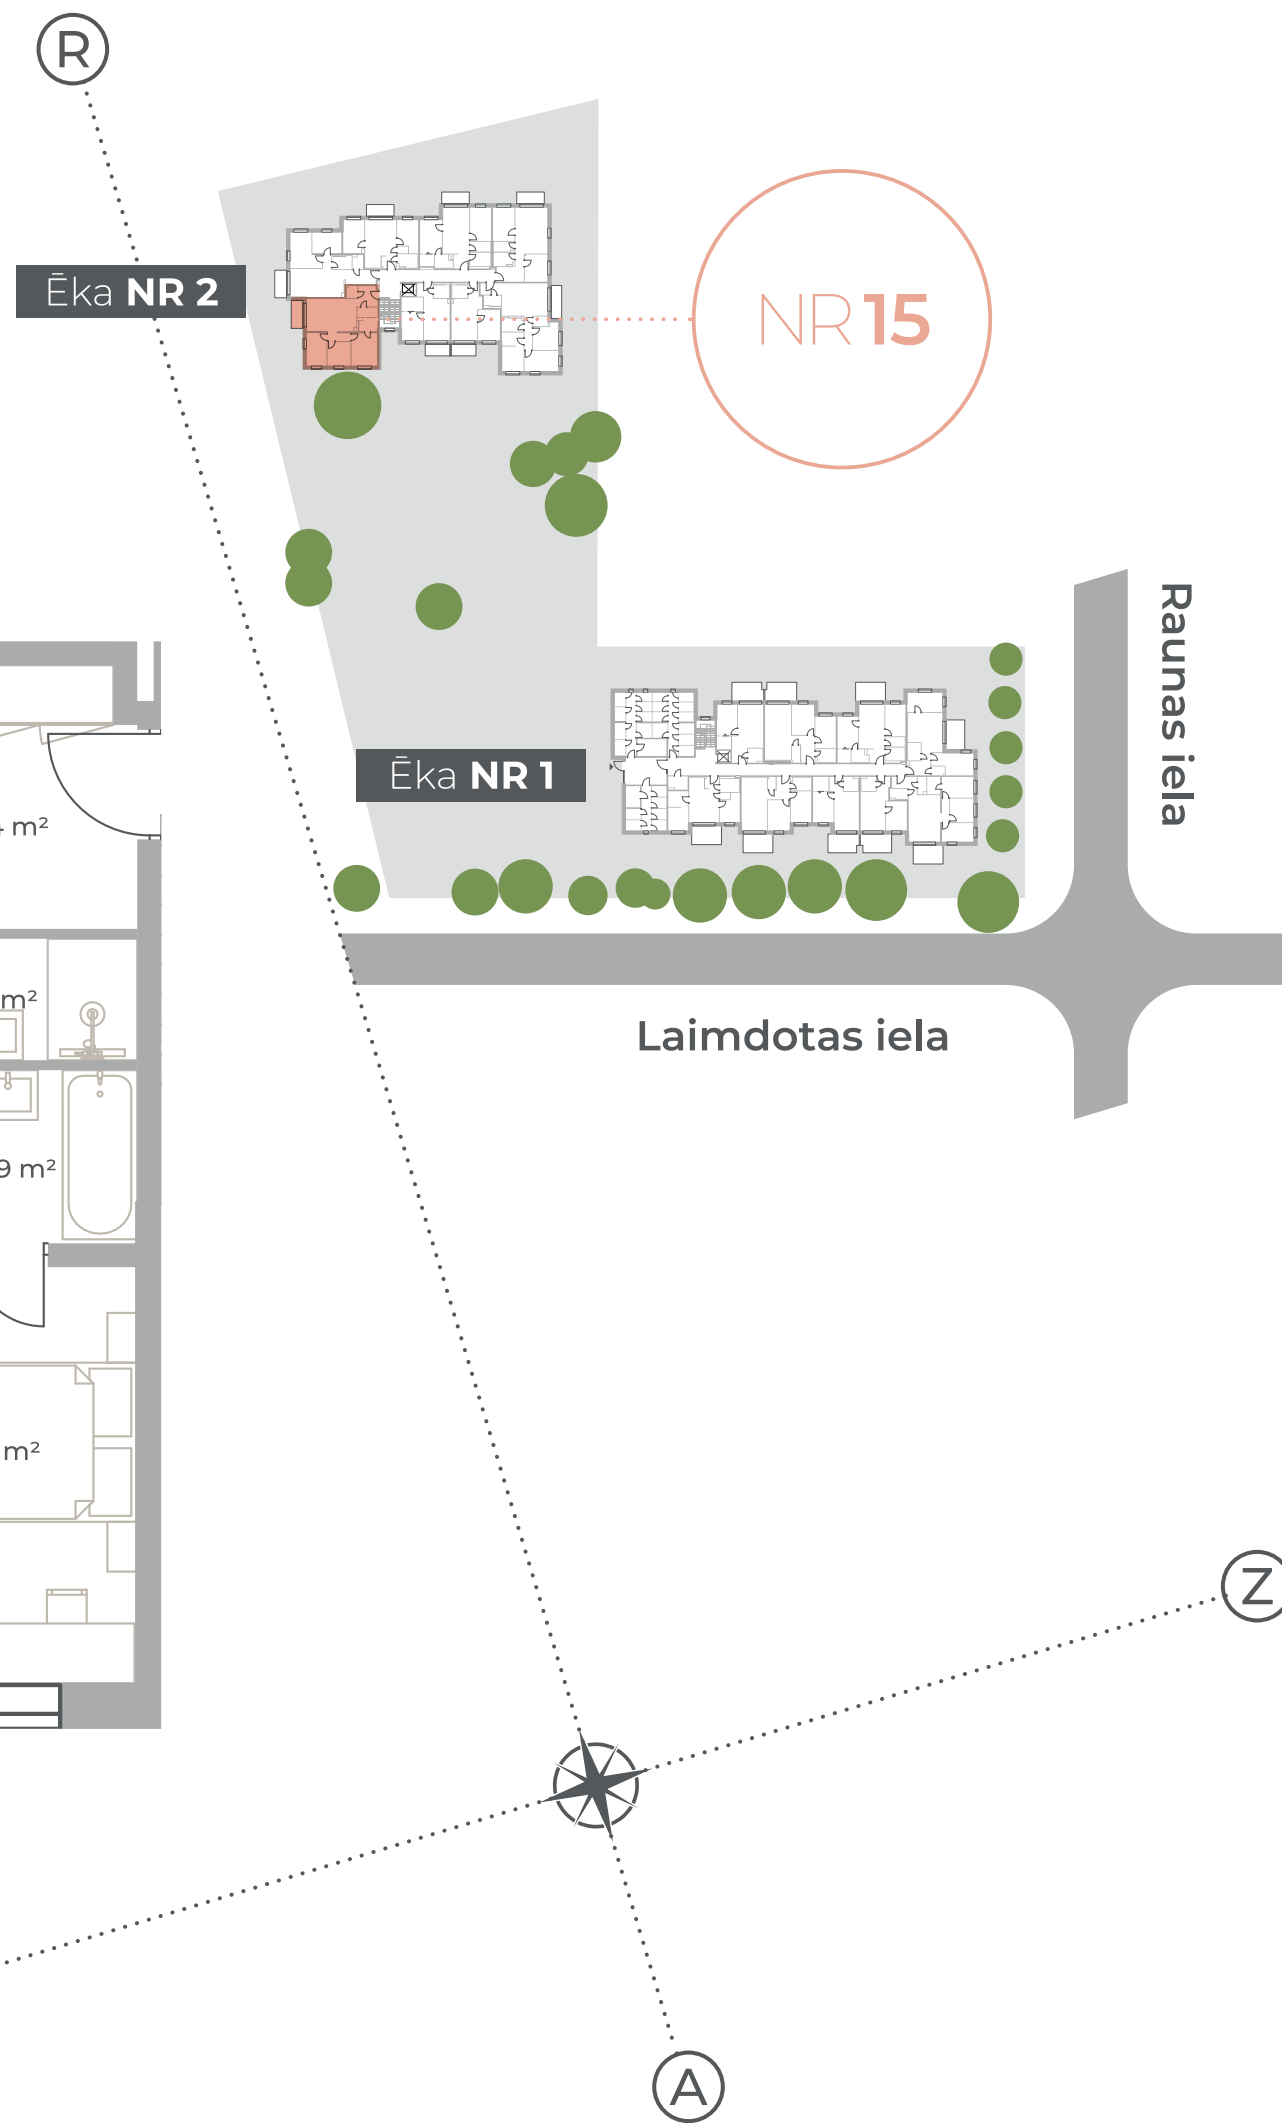 R
Ēka NR 2
NR 15
Raunas iela
Ēka NR 1
m²
m²
Laimdotas iela
9 m²
m²
Z
A